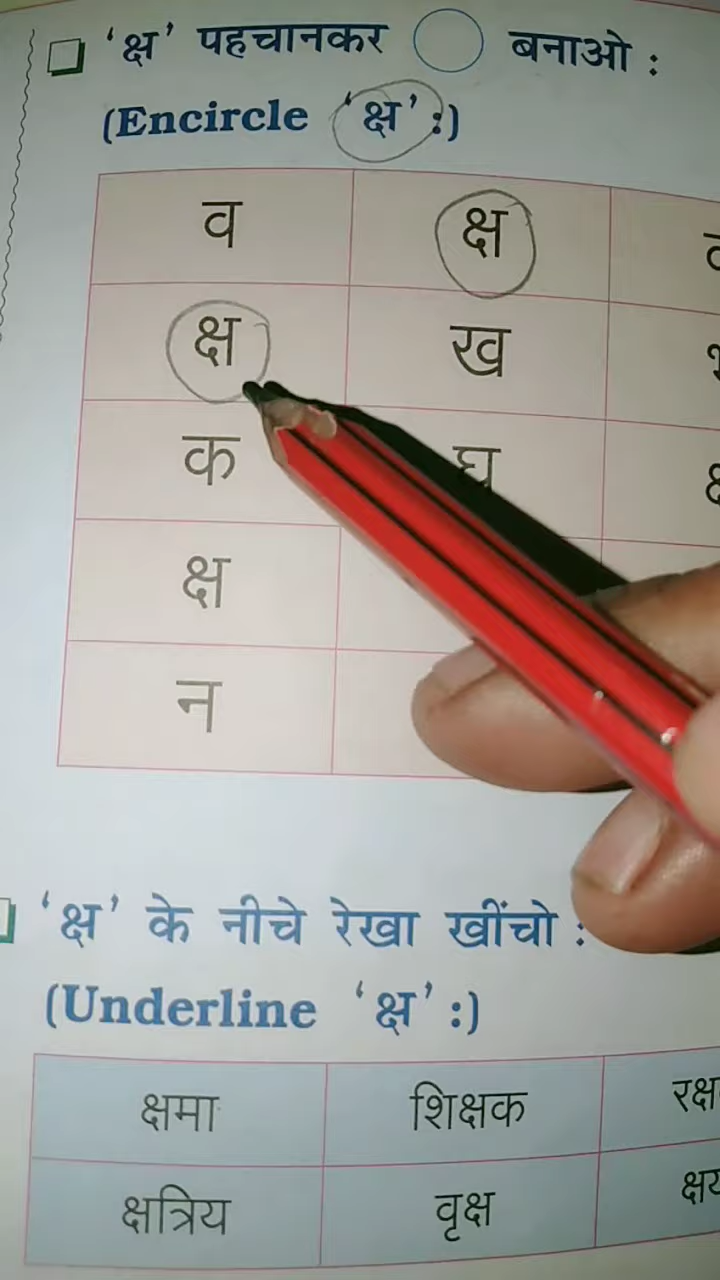 'क्ष' पहचानकर बनाओ :
(Encircle 'क्ष' :)
व क्ष
क्ष ख
क घ
क्ष
न
'क्ष' के नीचे रेखा खींचो :
(Underline 'क्ष' :)
क्षमा शिक्षक
क्षत्रिय वृक्ष